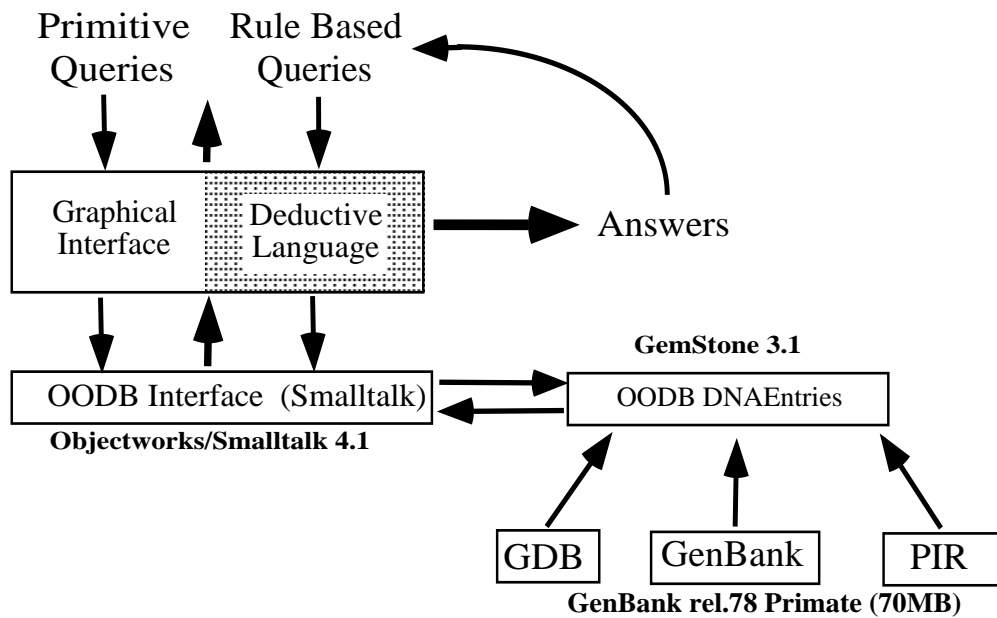 Primitive Queries
Rule Based Queries
Graphical Interface
Deductive Language
Answers
GemStone 3.1
OODB Interface (Smalltalk)
OODB DNAEntries
Objectworks/Smalltalk 4.1
GDB
GenBank
PIR
GenBank rel.78 Primate (70MB)